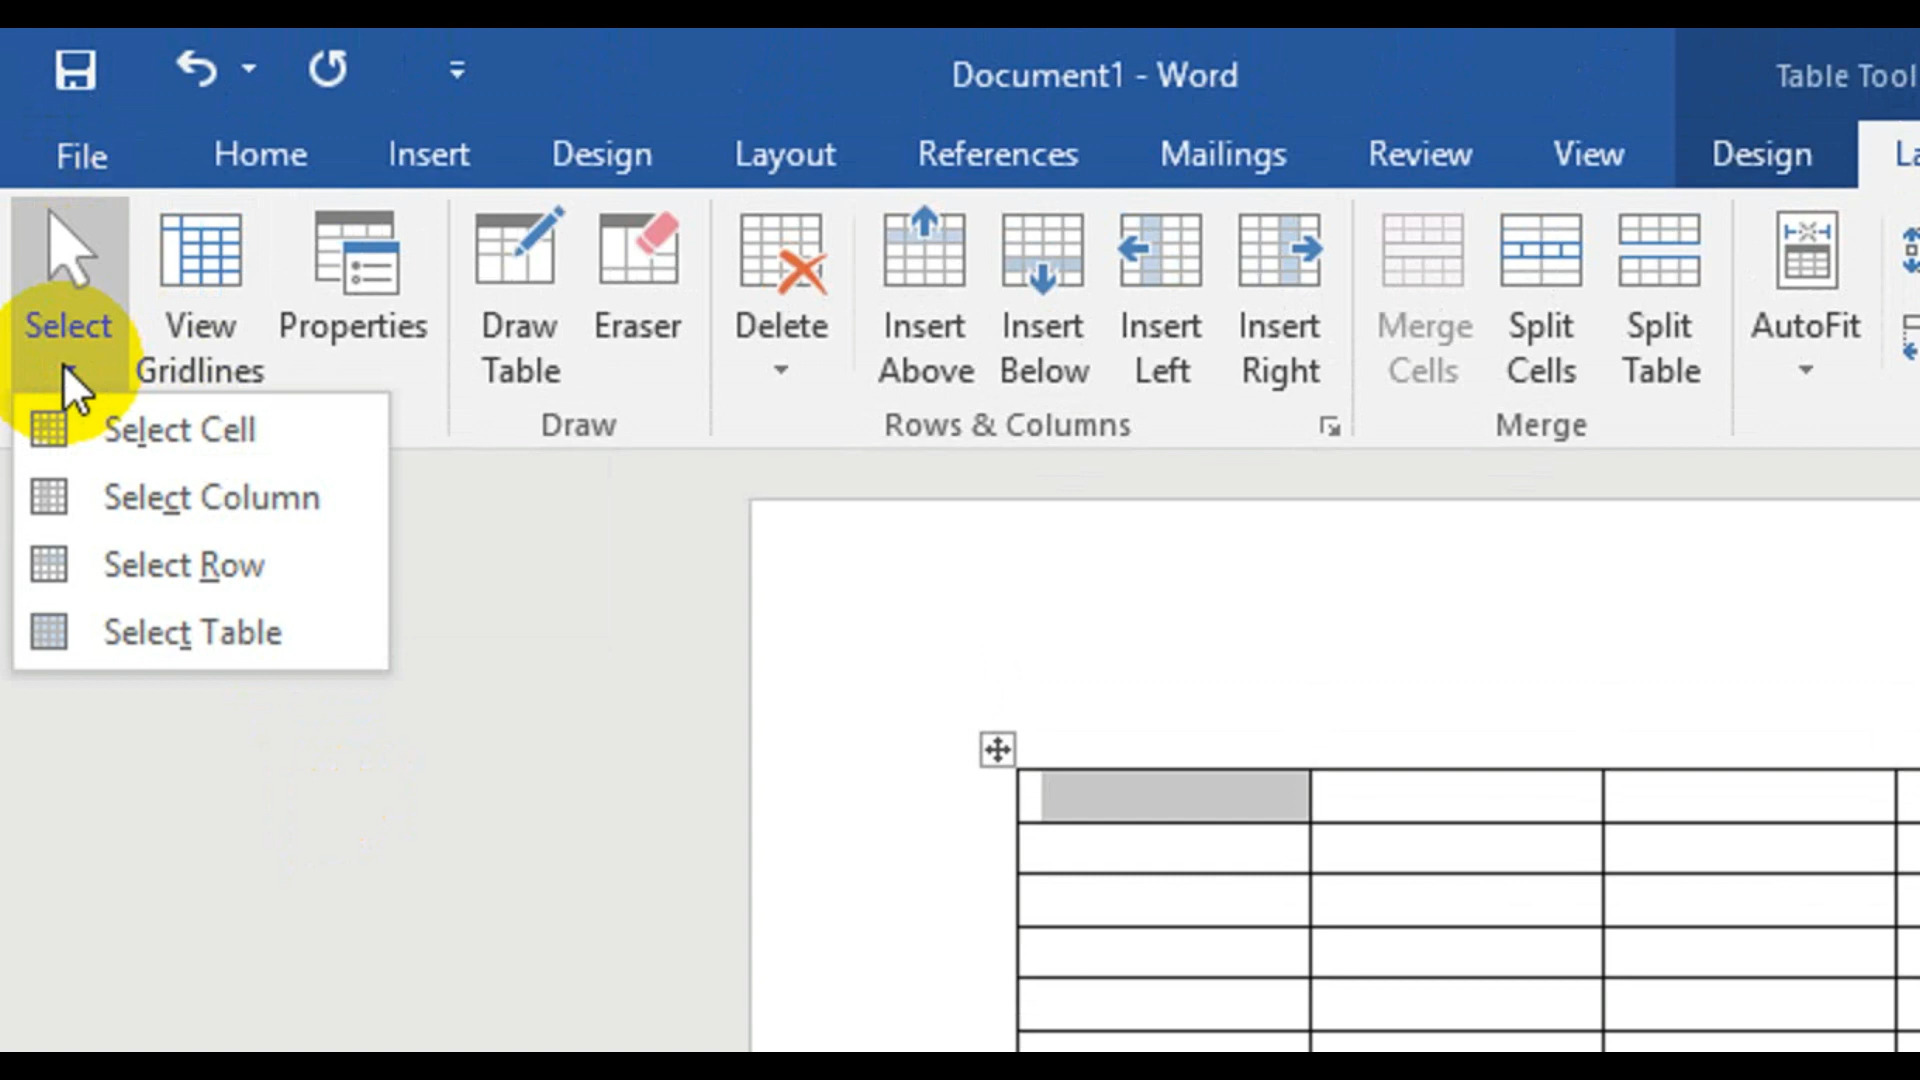 Document1 - Word
Table Tool
File Home Insert Design Layout References Mailings Review View Design La
Select View Properties Draw Eraser Delete Insert Insert Insert Insert Merge Split Split AutoFit
Gridlines Table Above Below Left Right Cells Cells Table
Draw Rows & Columns Merge
Select Cell
Select Column
Select Row
Select Table